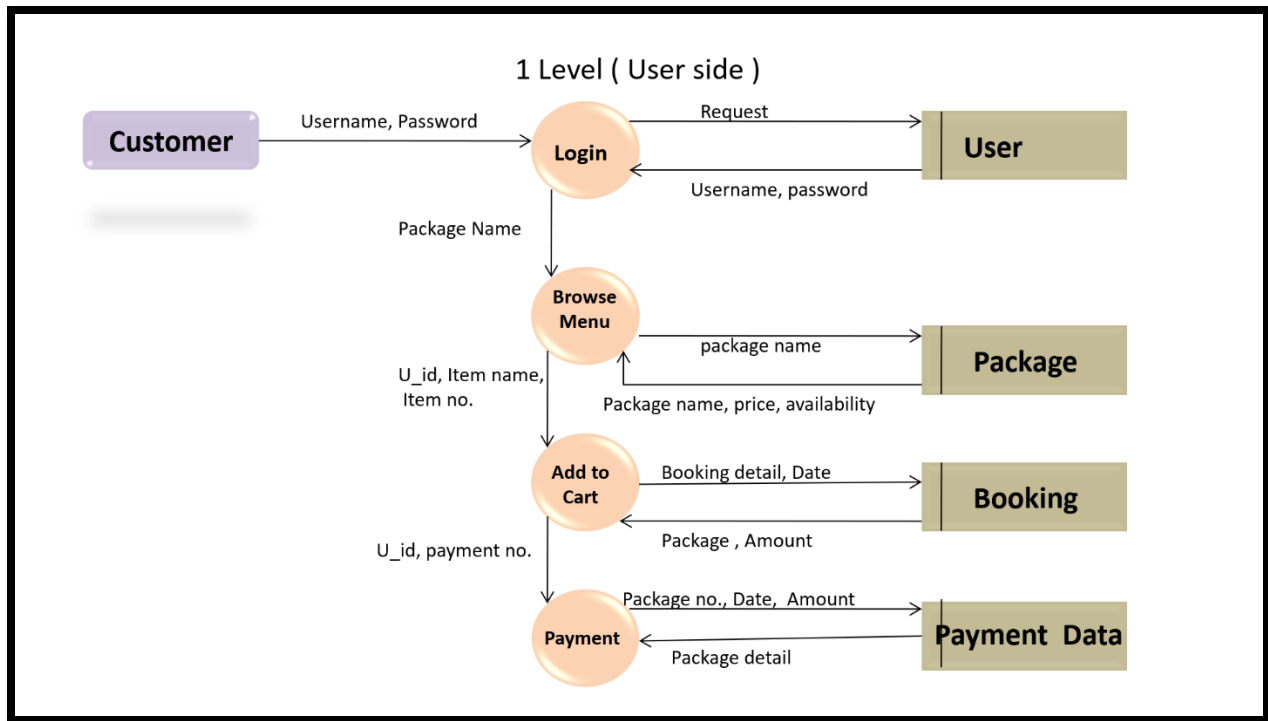 1 Level ( User side )
Customer
Username, Password
Login
Request
User
Username, password
Package Name
Browse
Menu
package name
Package
Package name, price, availability
U_id, Item name,
Item no.
Add to
Cart
Booking detail, Date
Booking
Package , Amount
U_id, payment no.
Payment
Package no., Date, Amount
Payment Data
Package detail